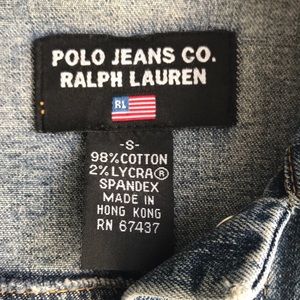 POLO JEANS CO.
RALPH LAUREN
RL
-S-
98% COTTON
2% LYCRA®
SPANDEX
MADE IN
HONG KONG
RN 67437